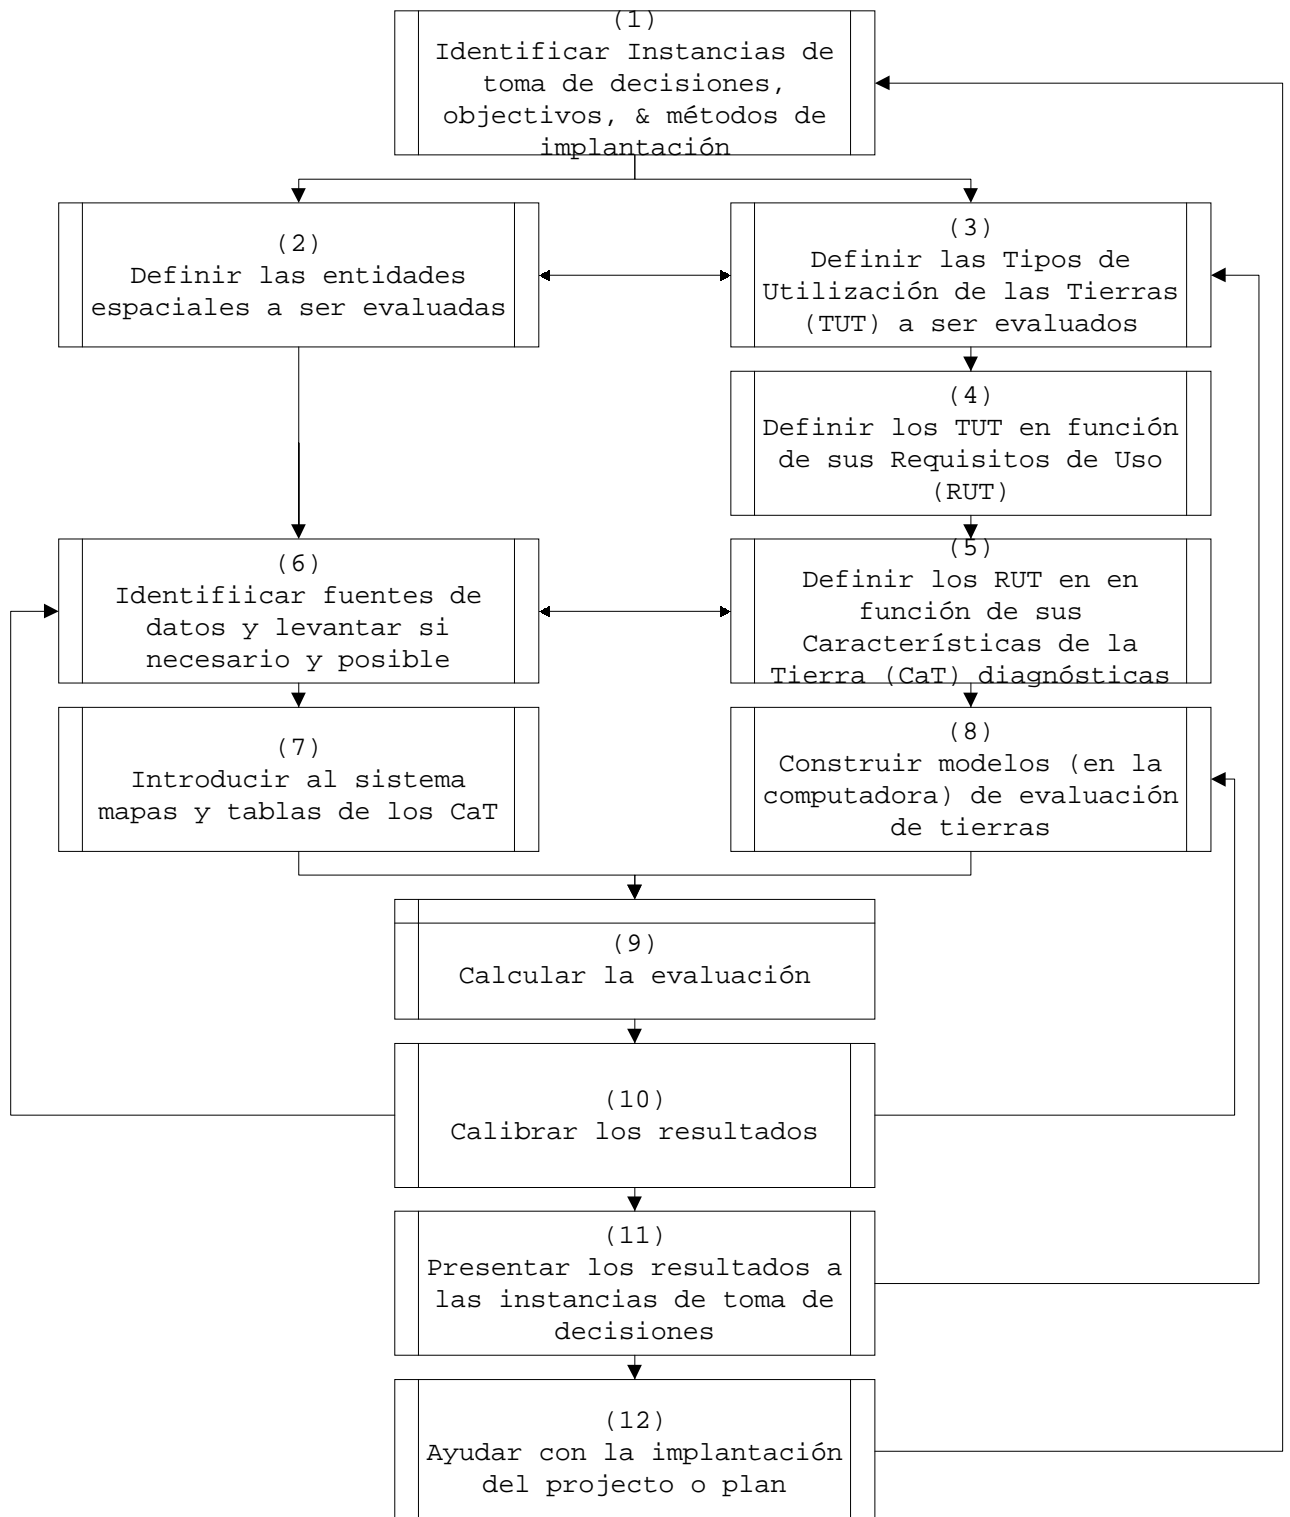 (1)
Identificar Instancias de
toma de decisiones,
objectivos, & métodos de
implantación
(2)
Definir las entidades
espaciales a ser evaluadas
(3)
Definir las Tipos de
Utilización de las Tierras
(TUT) a ser evaluados
(4)
Definir los TUT en función
de sus Requisitos de Uso
(RUT)
(6)
Identifiicar fuentes de
datos y levantar si
necesario y posible
(5)
Definir los RUT en en
función de sus
Características de la
Tierra (CaT) diagnósticas
(7)
Introducir al sistema
mapas y tablas de los CaT
(8)
Construir modelos (en la
computadora) de evaluación
de tierras
(9)
Calcular la evaluación
(10)
Calibrar los resultados
(11)
Presentar los resultados a
las instancias de toma de
decisiones
(12)
Ayudar con la implantación
del projecto o plan